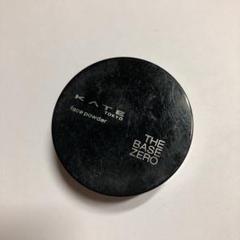 KATE
TOKYO
face powder
THE
BASE
ZERO